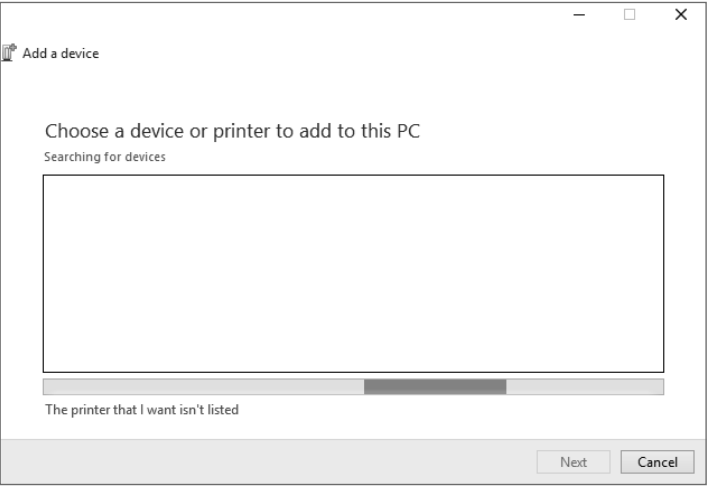 Add a device
Choose a device or printer to add to this PC
Searching for devices
The printer that I want isn't listed
Next
Cancel